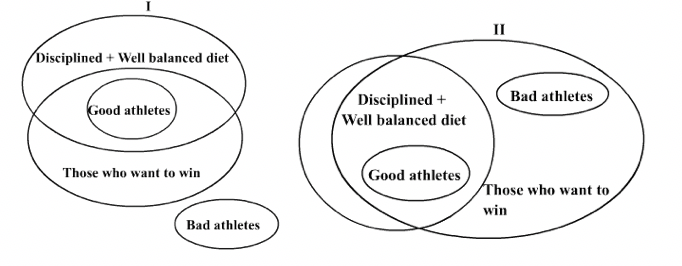 I
Disciplined + Well balanced diet
Good athletes
Those who want to win
Bad athletes
II
Disciplined +
Well balanced diet
Bad athletes
Good athletes
Those who want to
win